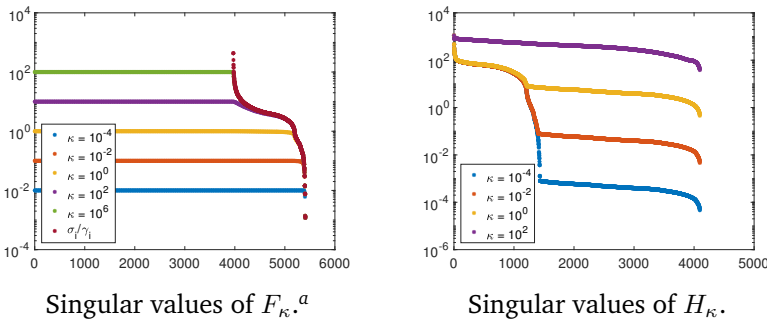 10^4
10^2
10^0
10^-2
10^-4
κ = 10^-4
κ = 10^-2
κ = 10^0
κ = 10^2
κ = 10^6
σ_i/γ_i
0 1000 2000 3000 4000 5000 6000
Singular values of F_κ.^a
10^4
10^2
10^0
10^-2
10^-4
10^-6
κ = 10^-4
κ = 10^-2
κ = 10^0
κ = 10^2
0 1000 2000 3000 4000 5000
Singular values of H_κ.